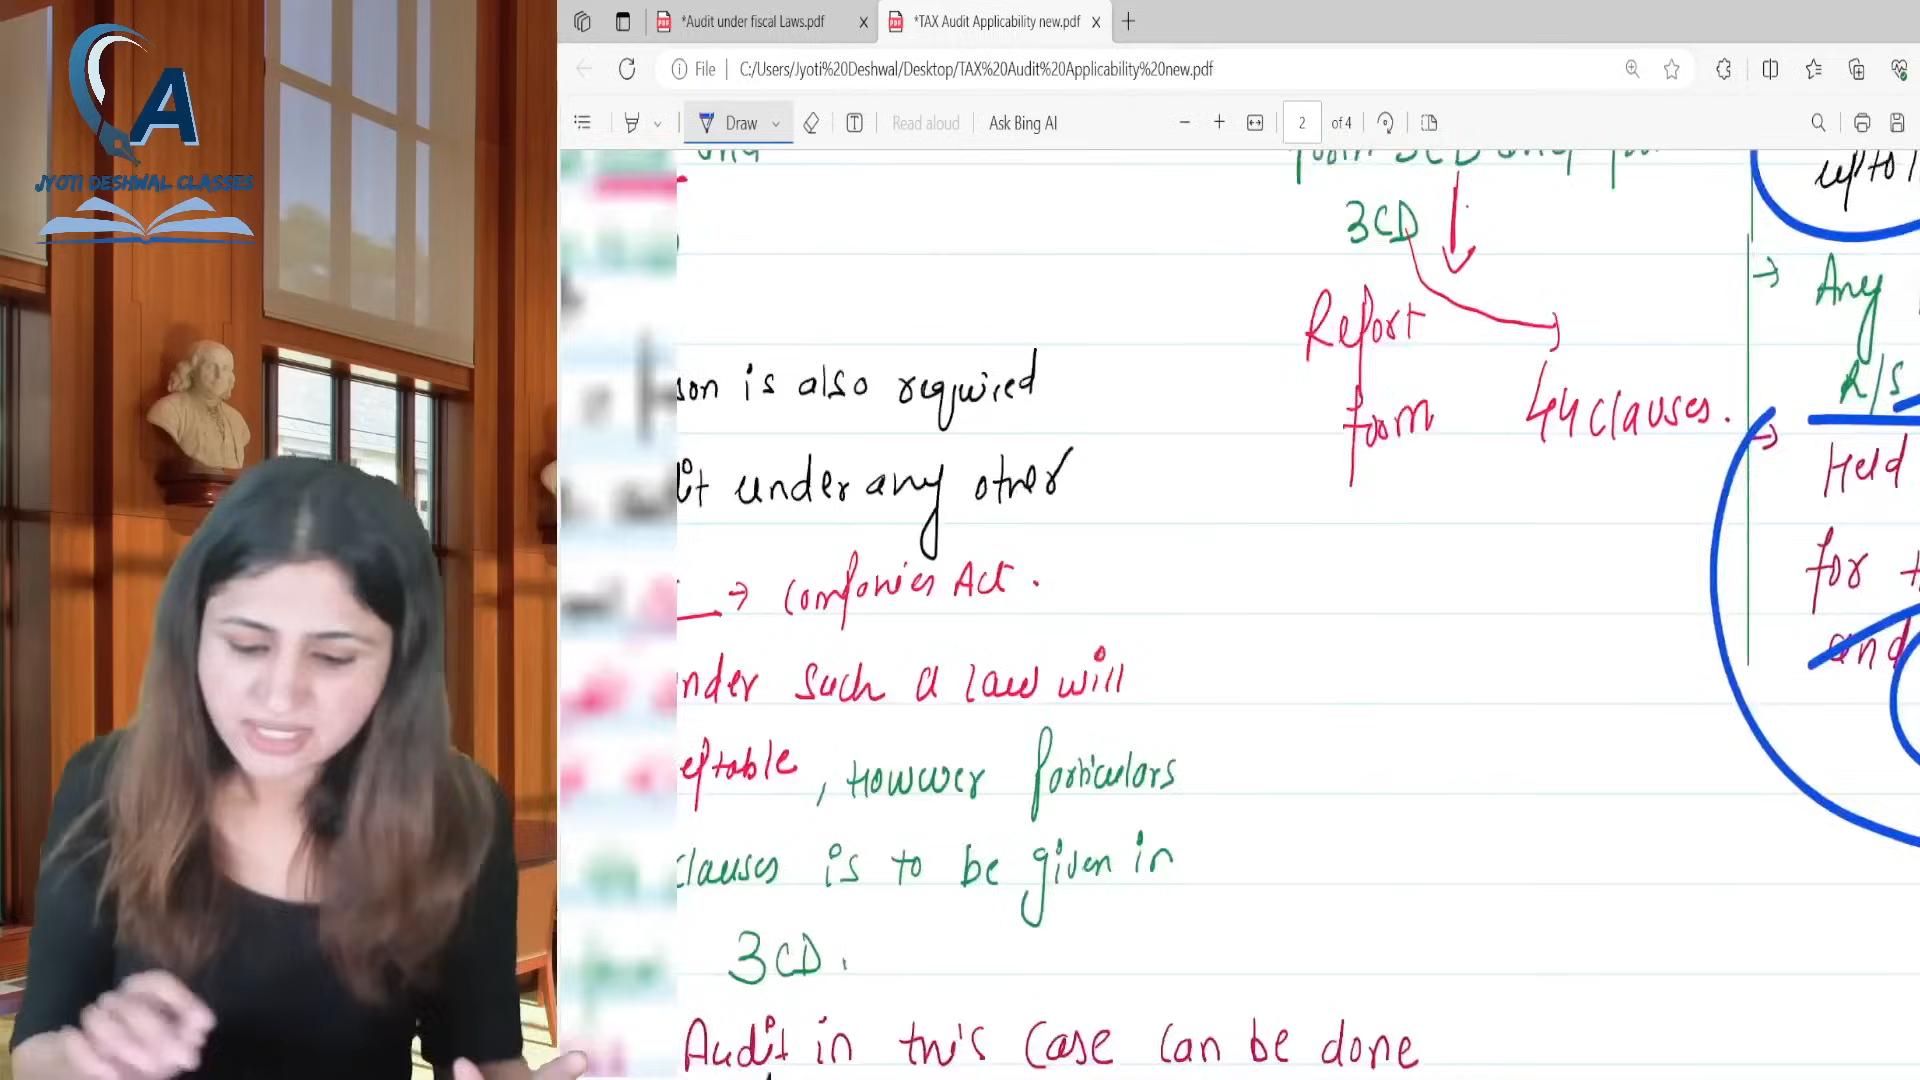 *Audit under fiscal Laws.pdf
*TAX Audit Applicability new.pdf
File
C:/Users/Jyoti%20Deshwal/Desktop/TAX%20Audit%20Applicability%20new.pdf
Draw
Read aloud
Ask Bing AI
2 of 4
A
JYOTI DESHWAL CLASSES
son is also required
it under any other
→ Companies Act.
nder such a law will
eptable, However particulars
clauses is to be given in
3CD.
Audit in this case can be done
3CD
Report
form
44 clauses.
upto
→ Any
R/S
→ Held
for t
and